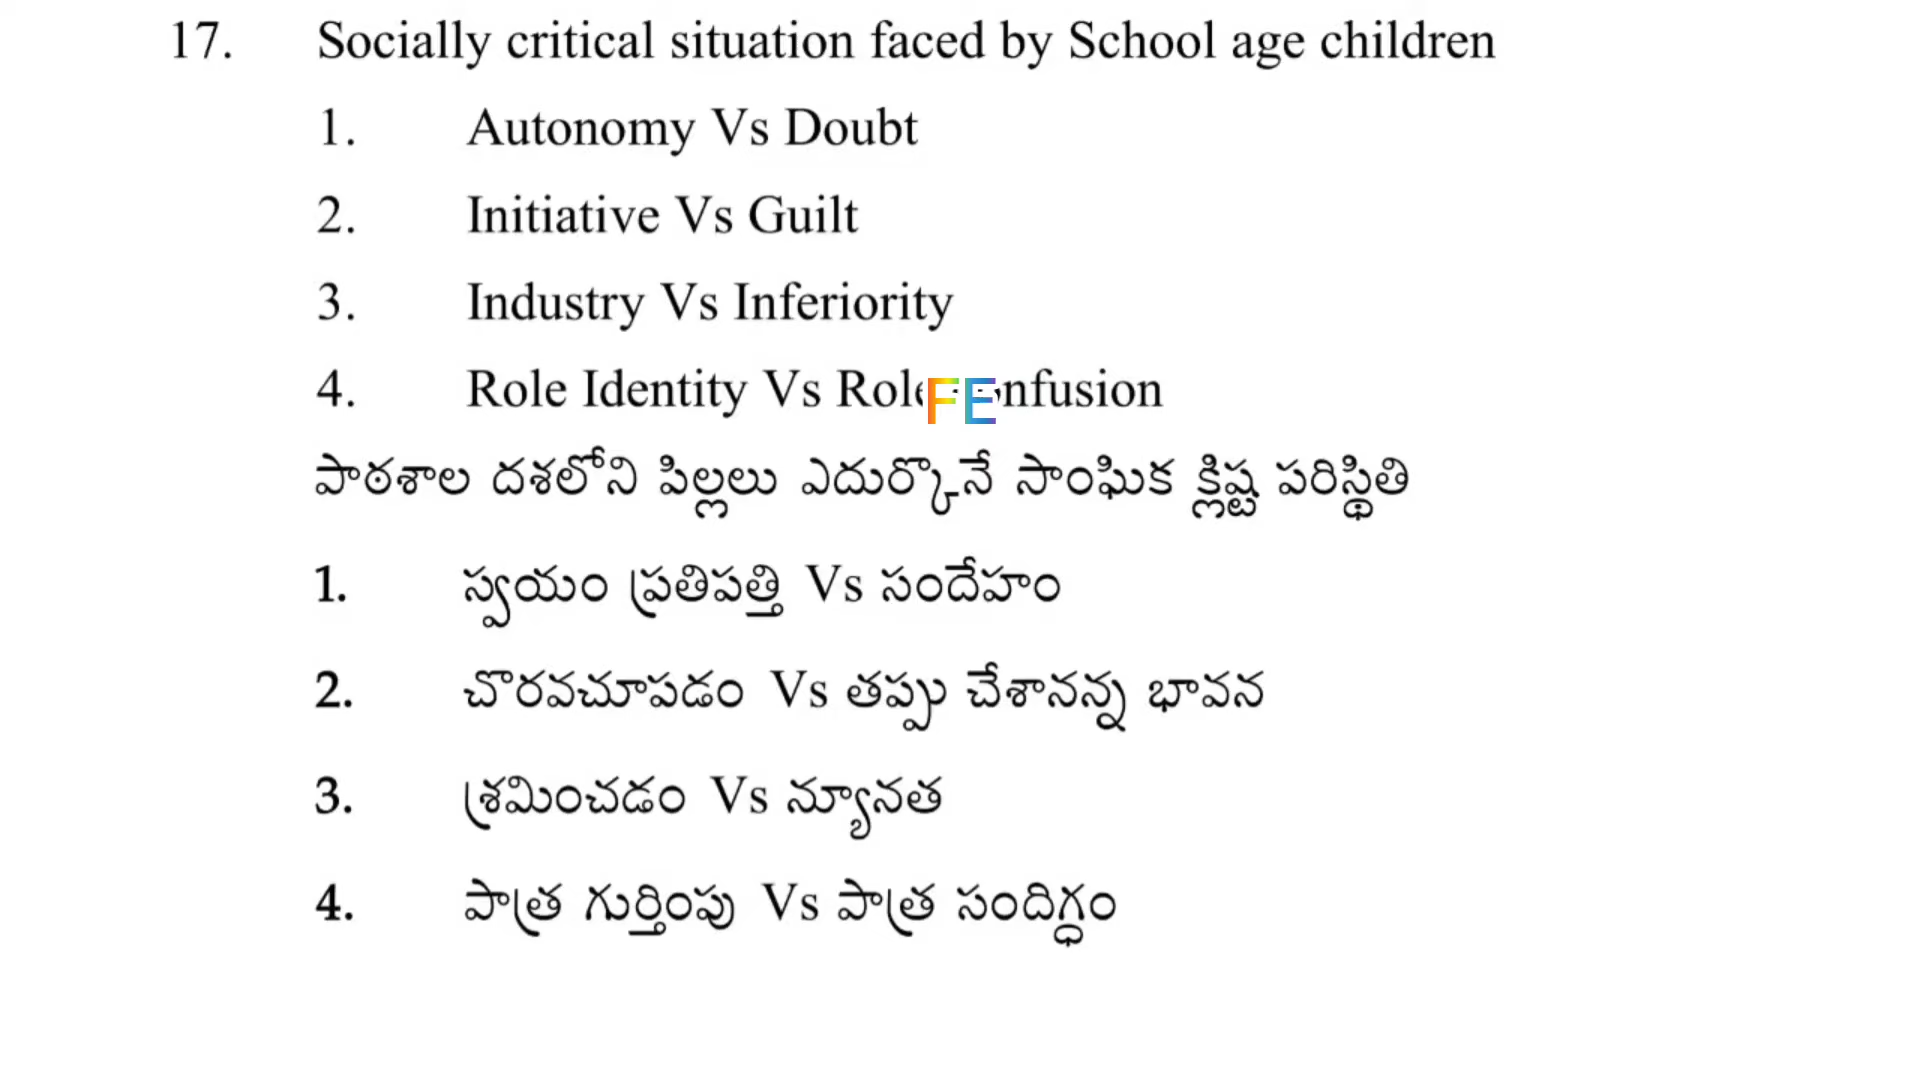 17. Socially critical situation faced by School age children
1. Autonomy Vs Doubt
2. Initiative Vs Guilt
3. Industry Vs Inferiority
4. Role Identity Vs Role FE nfusion
పాఠశాల దశలోని పిల్లలు ఎదుర్కొనే సాంఘిక క్లిష్ట పరిస్థితి
1. స్వయం ప్రతిపత్తి Vs సందేహం
2. చొరవచూపడం Vs తప్పు చేశానన్న భావన
3. శ్రమించడం Vs న్యూనత
4. పాత్ర గుర్తింపు Vs పాత్ర సందిగ్ధం